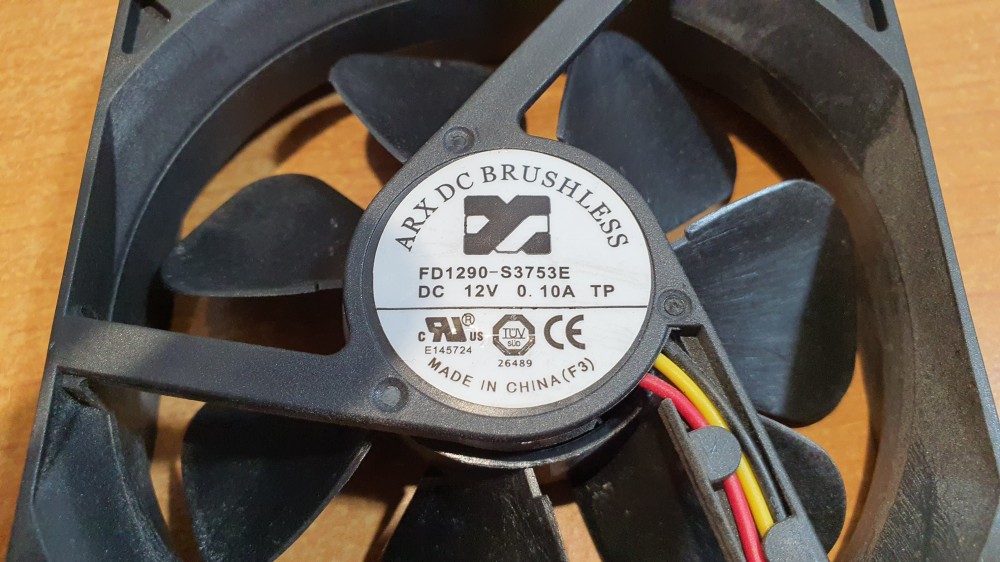 ARX DC BRUSHLESS
FD1290-S3753E
DC 12V 0.10A TP
c RU® US
E145724
TÜV
SÜD
26489
CE
MADE IN CHINA(F3)